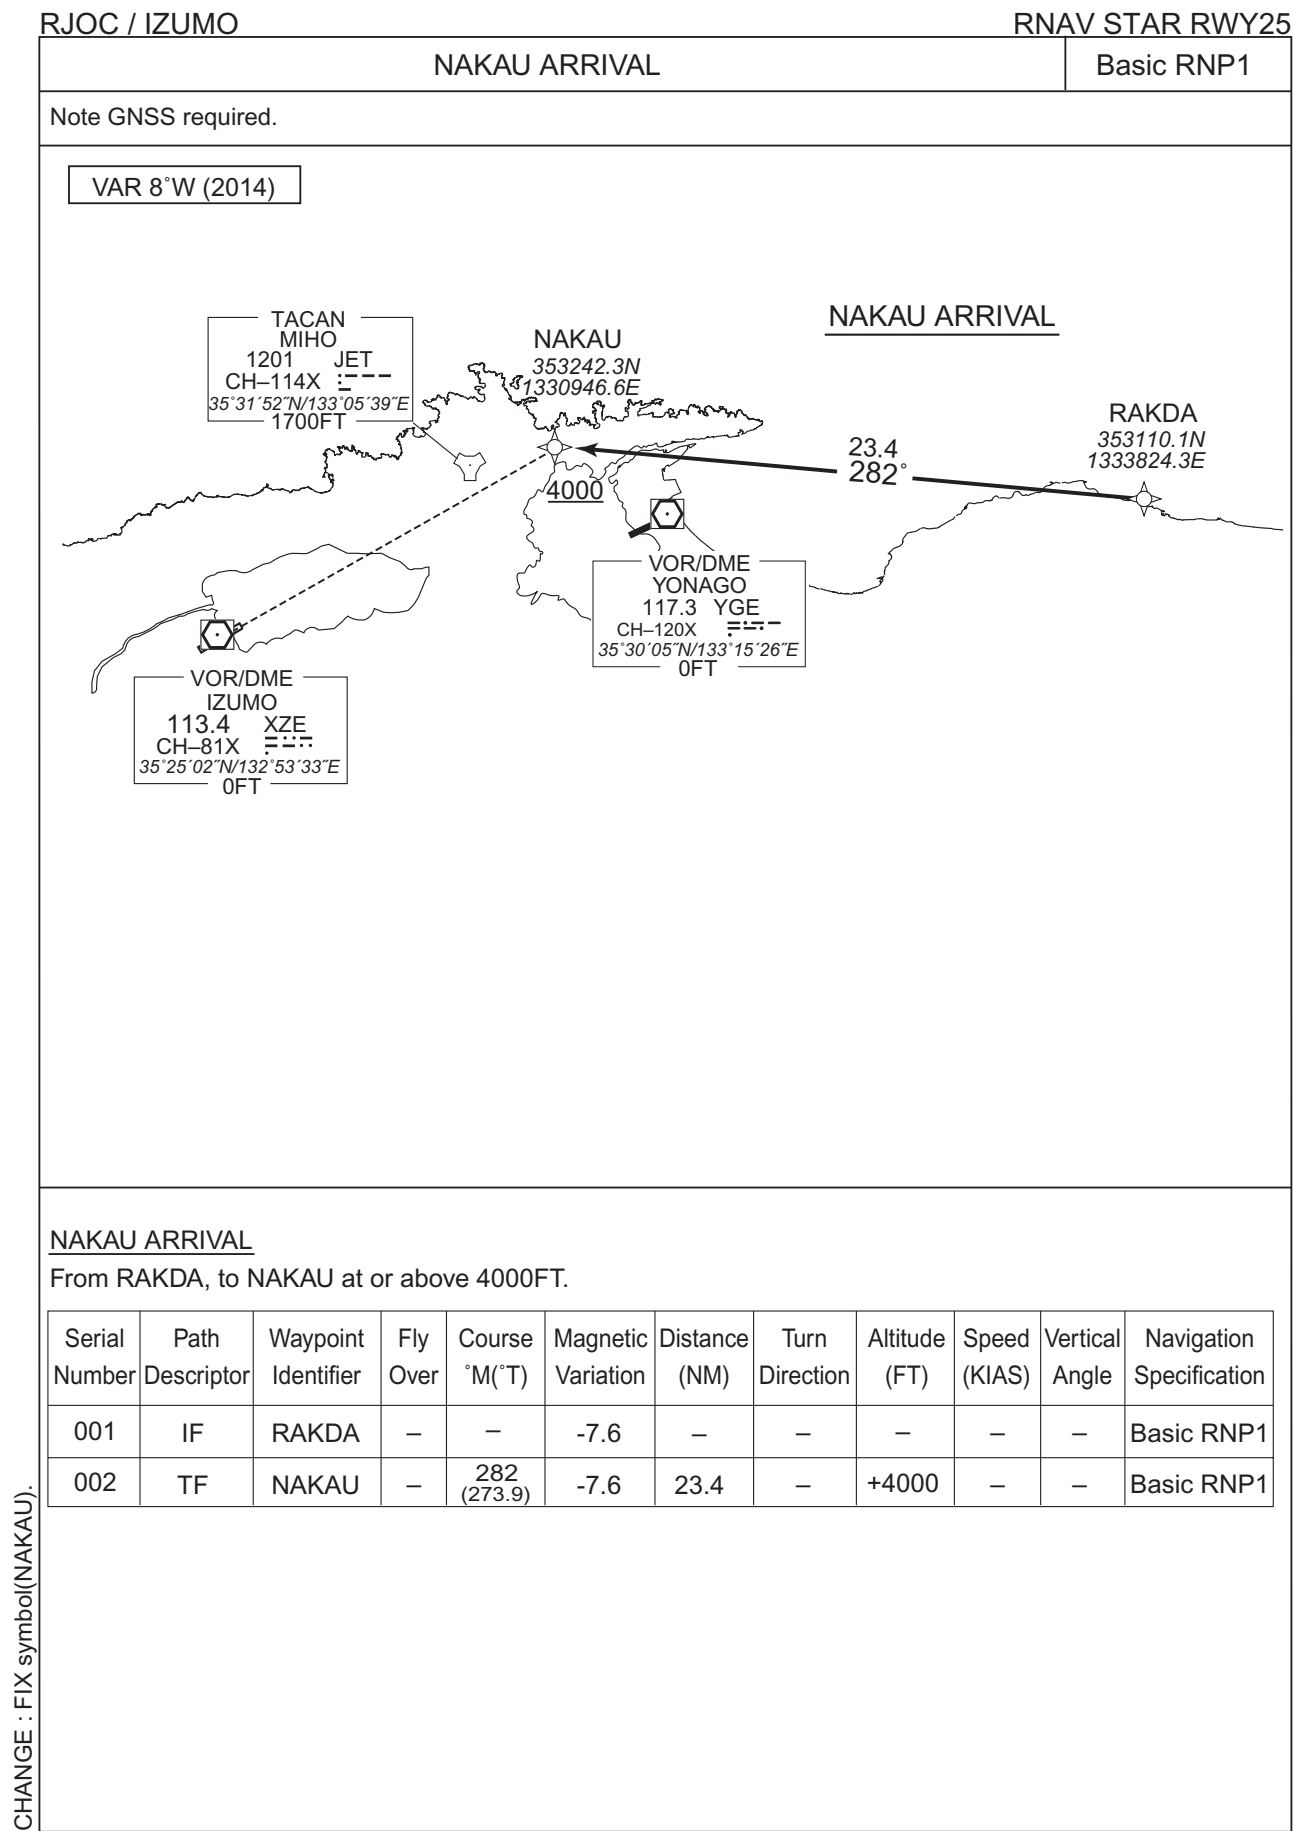 RJOC / IZUMO
RNAV STAR RWY25
NAKAU ARRIVAL
Basic RNP1
Note GNSS required.
VAR 8˚W (2014)
NAKAU ARRIVAL
TACAN
MIHO
1201 JET
CH–114X
35˚31´52˝N/133˚05´39˝E
1700FT
NAKAU
353242.3N
1330946.6E
RAKDA
353110.1N
1333824.3E
23.4
282˚
4000
VOR/DME
YONAGO
117.3 YGE
CH–120X
35˚30´05˝N/133˚15´26˝E
0FT
VOR/DME
IZUMO
113.4 XZE
CH–81X
35˚25´02˝N/132˚53´33˝E
0FT
NAKAU ARRIVAL
From RAKDA, to NAKAU at or above 4000FT.
Serial Number Path Descriptor Waypoint Identifier Fly Over Course ˚M(˚T) Magnetic Variation Distance (NM) Turn Direction Altitude (FT) Speed (KIAS) Vertical Angle Navigation Specification
001 IF RAKDA – – -7.6 – – – – – Basic RNP1
002 TF NAKAU – 282 (273.9) -7.6 23.4 – +4000 – – Basic RNP1
CHANGE : FIX symbol(NAKAU).